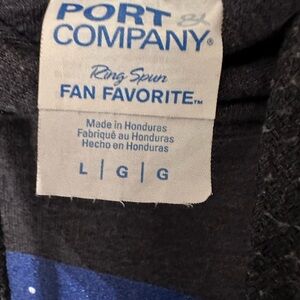 PORT &
COMPANY®
Ring Spun
FAN FAVORITE™
Made in Honduras
Fabriqué au Honduras
Hecho en Honduras
L | G | G